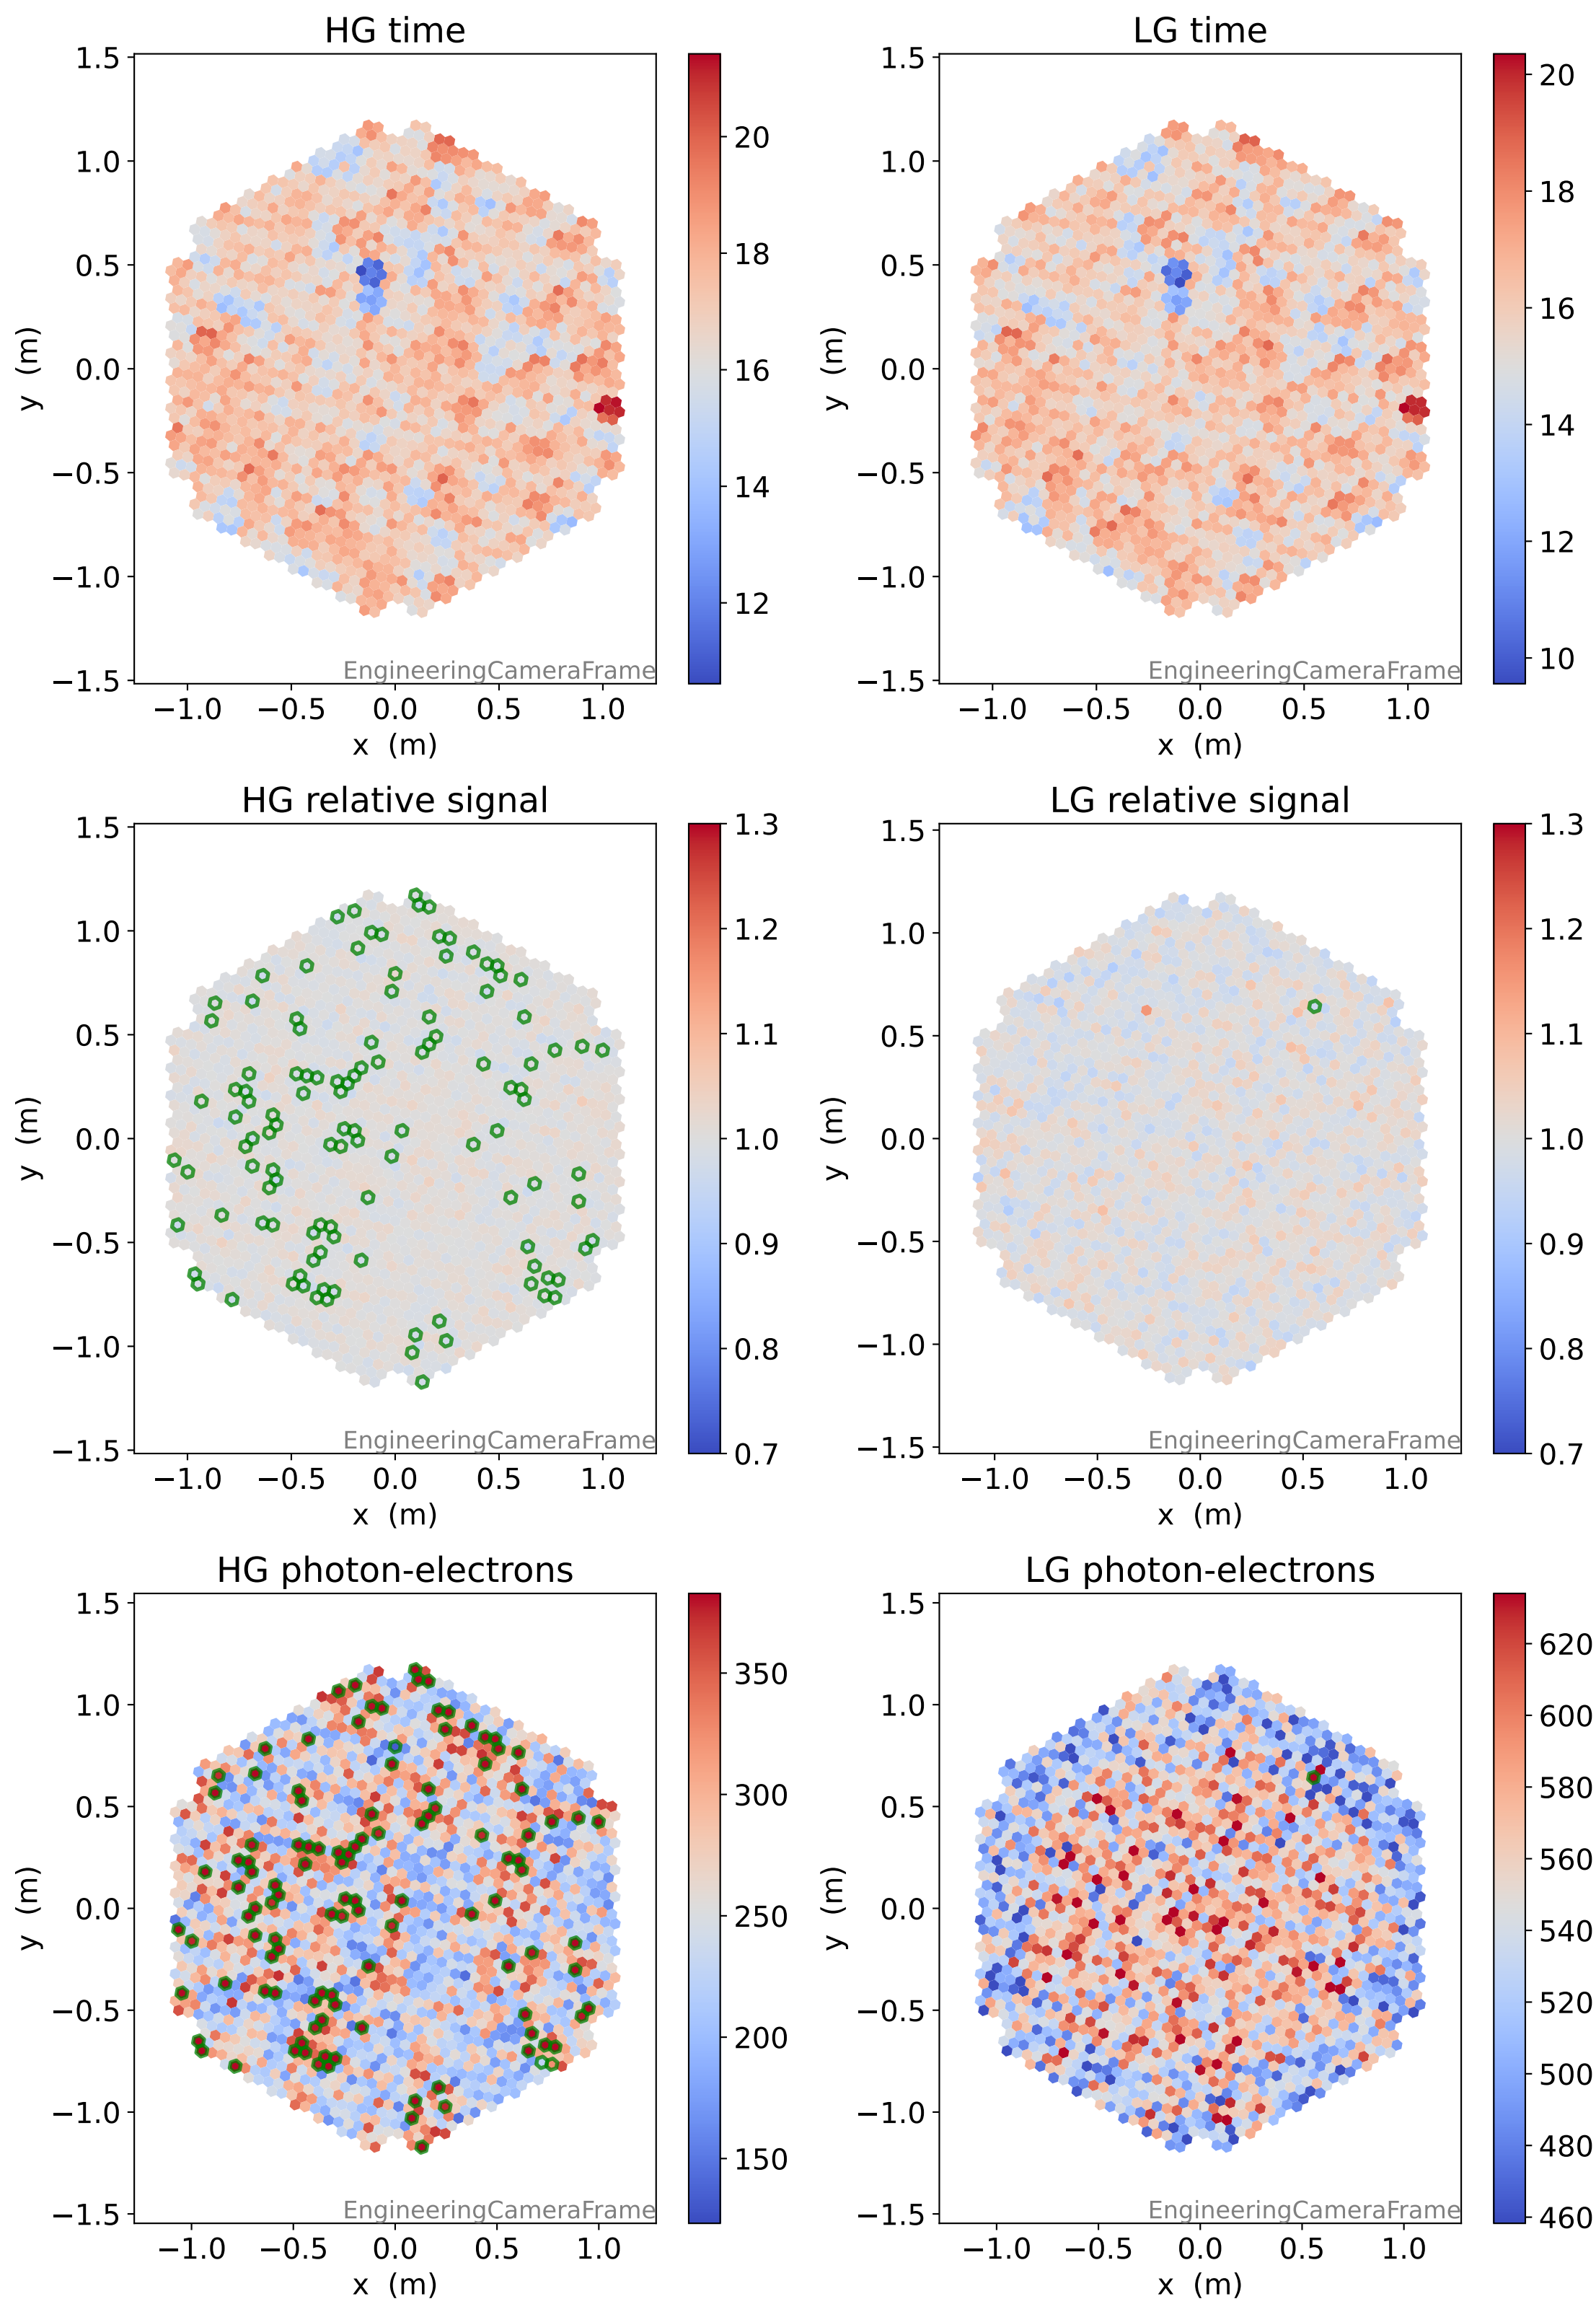 HG time
1.5
1.0
0.5
0.0
−0.5
−1.0
−1.5
y (m)
−1.0 −0.5 0.0 0.5 1.0
x (m)
EngineeringCameraFrame
20
18
16
14
12
LG time
1.5
1.0
0.5
0.0
−0.5
−1.0
−1.5
y (m)
−1.0 −0.5 0.0 0.5 1.0
x (m)
EngineeringCameraFrame
20
18
16
14
12
10
HG relative signal
1.5
1.0
0.5
0.0
−0.5
−1.0
−1.5
y (m)
−1.0 −0.5 0.0 0.5 1.0
x (m)
EngineeringCameraFrame
1.3
1.2
1.1
1.0
0.9
0.8
0.7
LG relative signal
1.5
1.0
0.5
0.0
−0.5
−1.0
−1.5
y (m)
−1.0 −0.5 0.0 0.5 1.0
x (m)
EngineeringCameraFrame
1.3
1.2
1.1
1.0
0.9
0.8
0.7
HG photon-electrons
1.5
1.0
0.5
0.0
−0.5
−1.0
−1.5
y (m)
−1.0 −0.5 0.0 0.5 1.0
x (m)
EngineeringCameraFrame
350
300
250
200
150
LG photon-electrons
1.5
1.0
0.5
0.0
−0.5
−1.0
−1.5
y (m)
−1.0 −0.5 0.0 0.5 1.0
x (m)
EngineeringCameraFrame
620
600
580
560
540
520
500
480
460